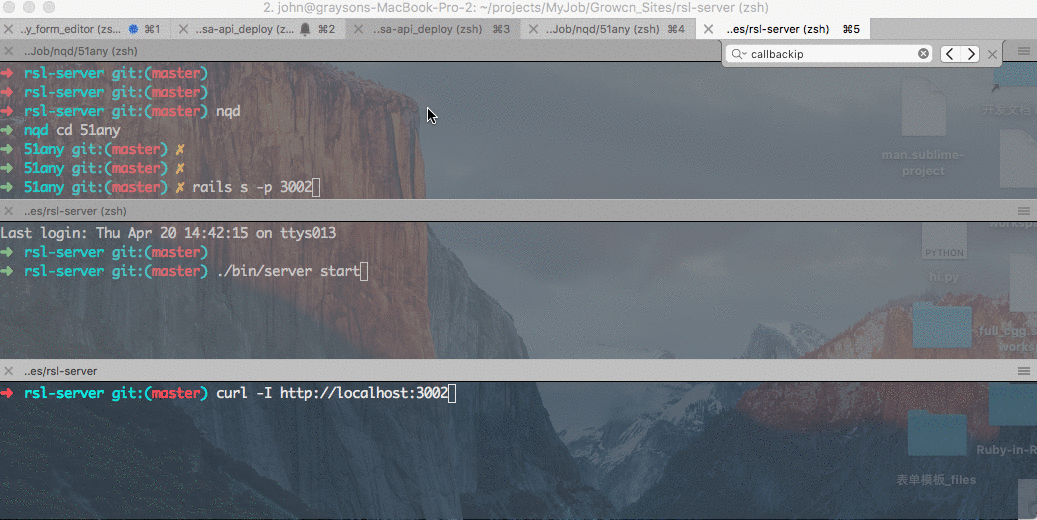 2. john@graysons-MacBook-Pro-2: ~/projects/MyJob/Growcn_Sites/rsl-server (zsh)
..y_form_editor (zs... ⌘1 ..sa-api_deploy (z... ⌘2 ..sa-api_deploy (zsh) ⌘3 ..Job/nqd/51any (zsh) ⌘4 ..es/rsl-server (zsh) ⌘5
..Job/nqd/51any (zsh)
callbackip
➜ rsl-server git:(master)
➜ rsl-server git:(master)
➜ rsl-server git:(master) nqd
➜ nqd cd 51any
➜ 51any git:(master) ✗
➜ 51any git:(master) ✗
➜ 51any git:(master) ✗ rails s -p 3002
开发文档
man.sublime-
project
..es/rsl-server (zsh)
Last login: Thu Apr 20 14:42:15 on ttys013
➜ rsl-server git:(master)
➜ rsl-server git:(master) ./bin/server start
worksp
PYTHON
hi.py
full_cgg.s
worksp
..es/rsl-server
➜ rsl-server git:(master) curl -I http://localhost:3002
Ruby-in-R
表单模板_files